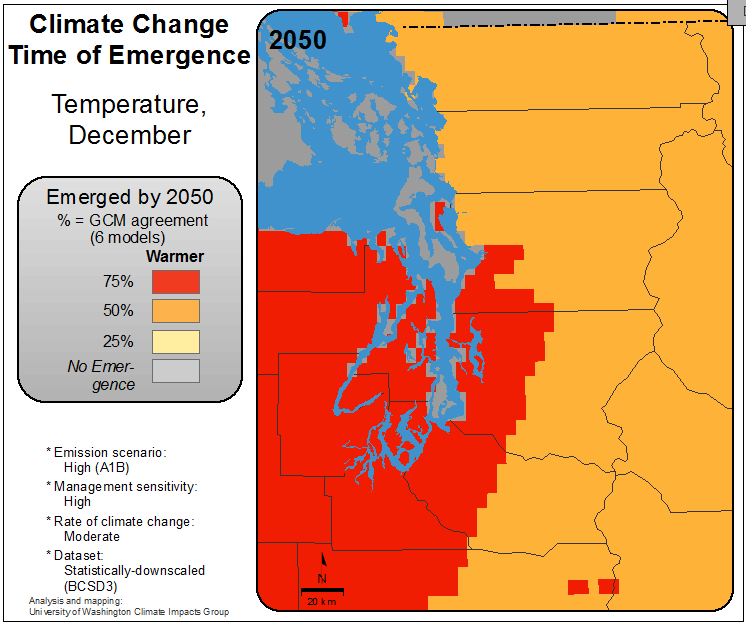 Climate Change
Time of Emergence
Temperature,
December
Emerged by 2050
% = GCM agreement
(6 models)
Warmer
75%
50%
25%
No Emer-
gence
* Emission scenario:
High (A1B)
* Management sensitivity:
High
* Rate of climate change:
Moderate
* Dataset:
Statistically-downscaled
(BCSD3)
Analysis and mapping:
University of Washington Climate Impacts Group
2050
N
20 km